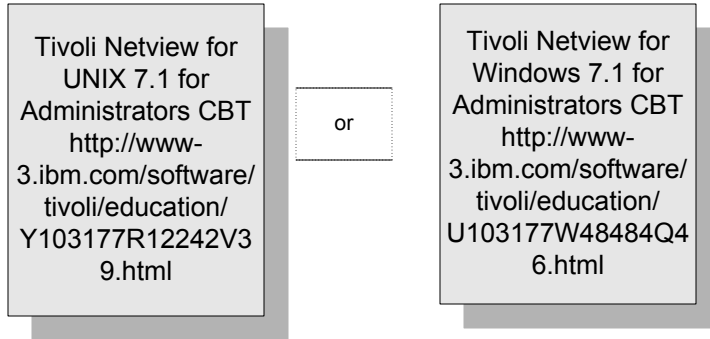 Tivoli Netview for
UNIX 7.1 for
Administrators CBT
http://www-
3.ibm.com/software/
tivoli/education/
Y103177R12242V3
9.html
or
Tivoli Netview for
Windows 7.1 for
Administrators CBT
http://www-
3.ibm.com/software/
tivoli/education/
U103177W48484Q4
6.html